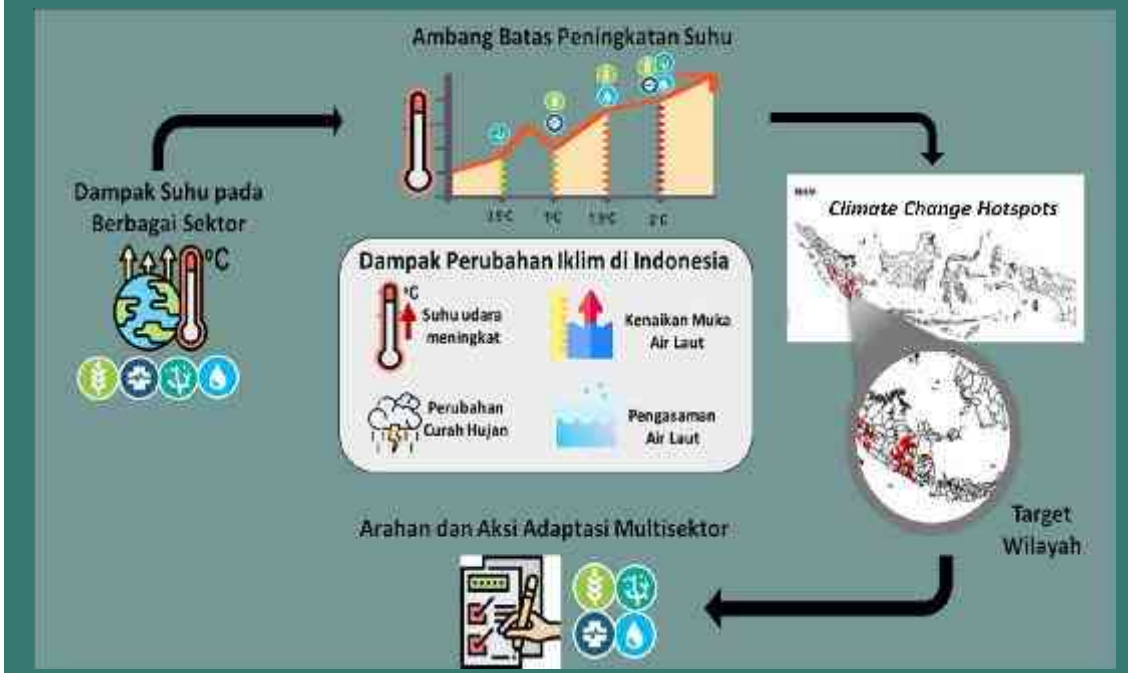 Ambang Batas Peningkatan Suhu
0.5°C 1°C 1.5°C 2°C
Dampak Suhu pada
Berbagai Sektor
°C
Climate Change Hotspots
Dampak Perubahan Iklim di Indonesia
°C
Suhu udara
meningkat
Kenaikan Muka
Air Laut
Perubahan
Curah Hujan
Pengasaman
Air Laut
Target
Wilayah
Arahan dan Aksi Adaptasi Multisektor